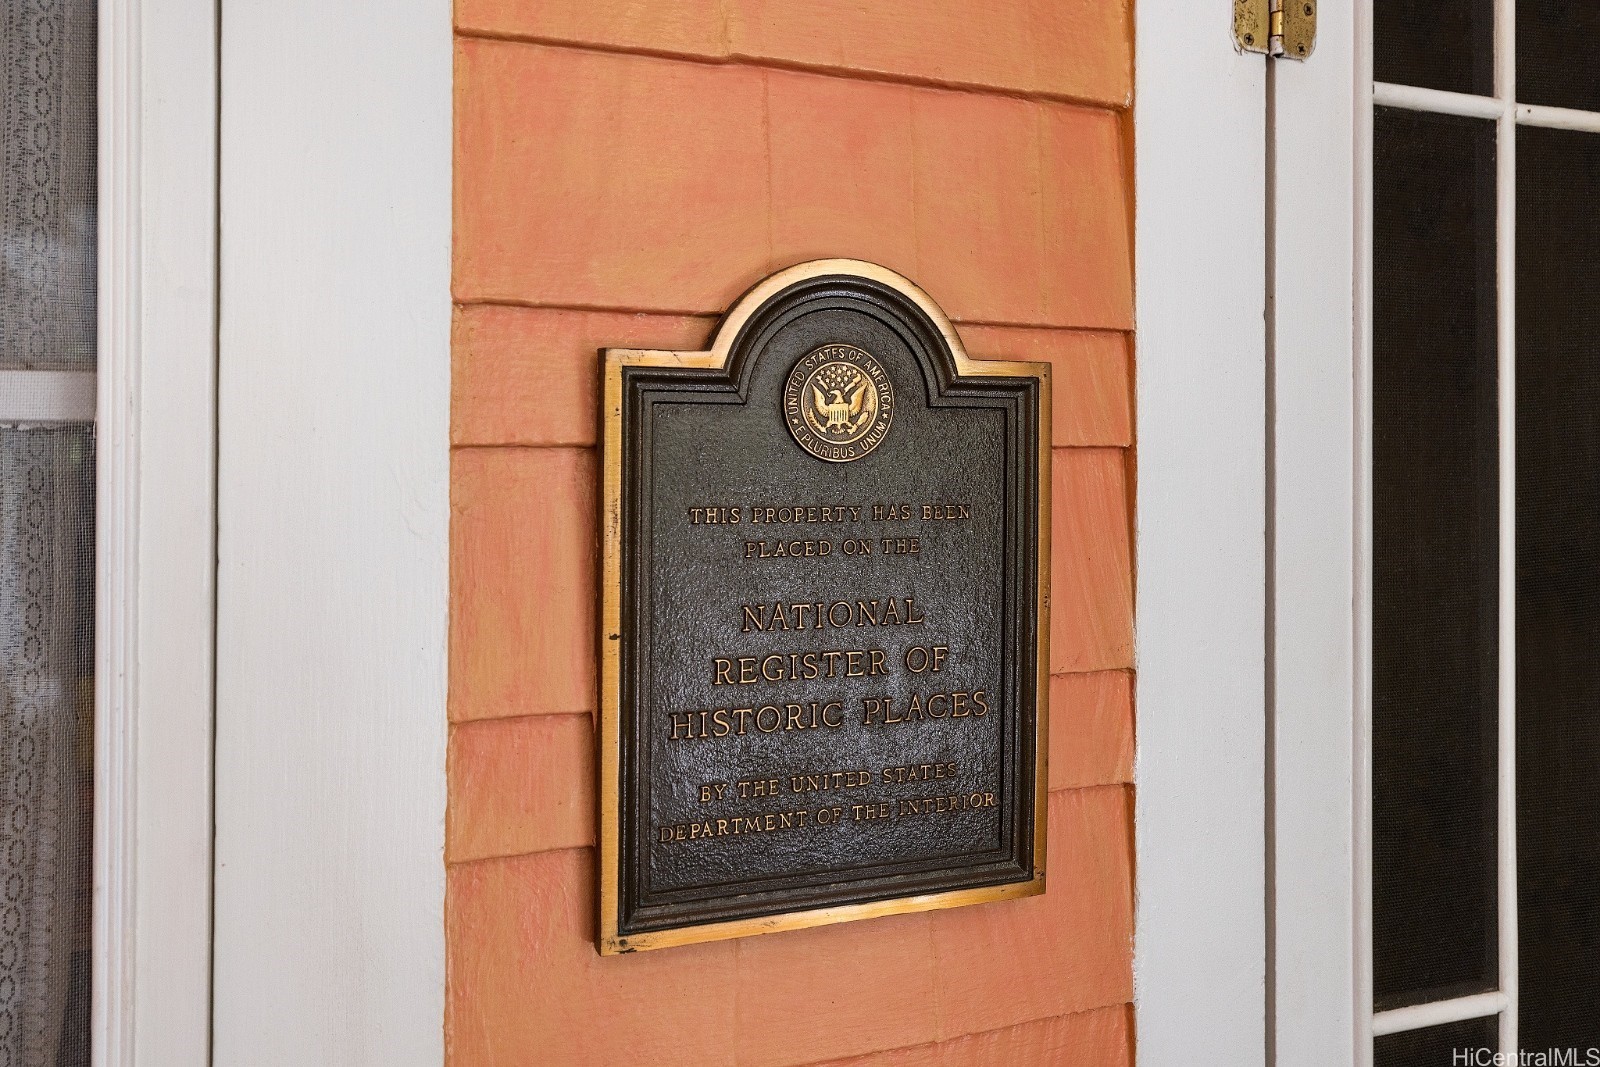 UNITED STATES OF AMERICA
★ E PLURIBUS UNUM ★
THIS PROPERTY HAS BEEN
PLACED ON THE
NATIONAL
REGISTER OF
HISTORIC PLACES
BY THE UNITED STATES
DEPARTMENT OF THE INTERIOR
HiCentralMLS